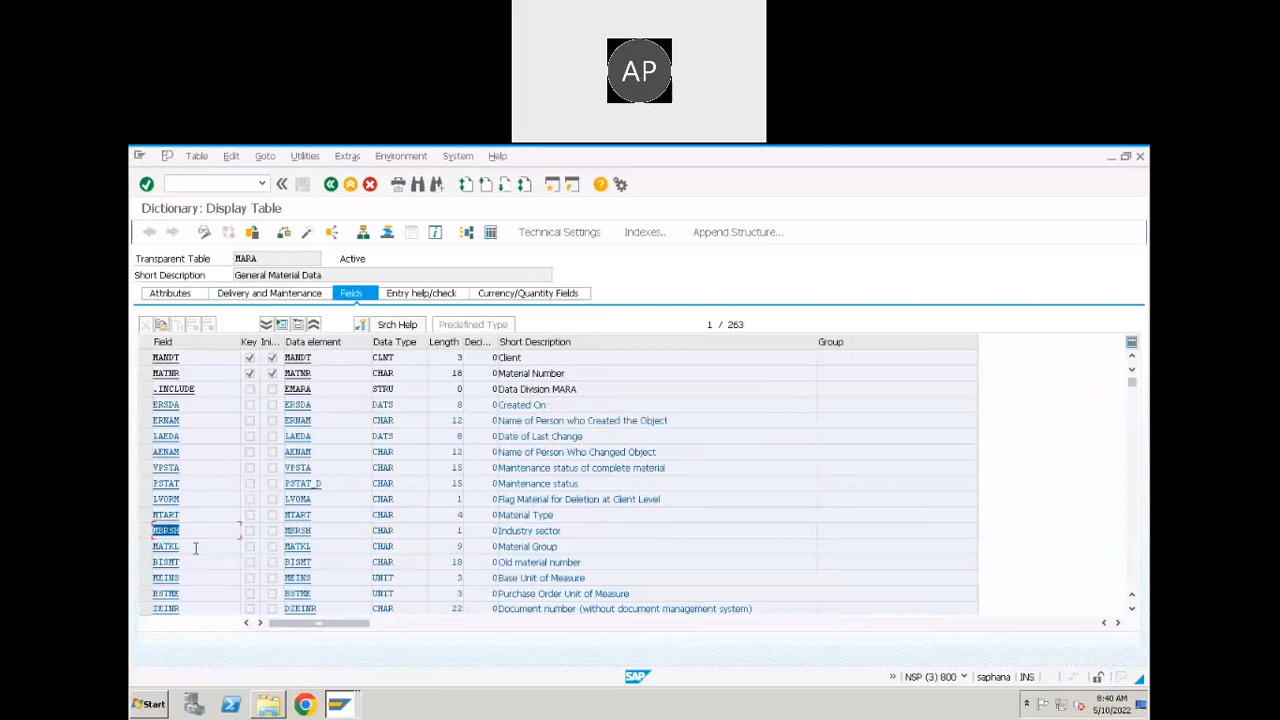 AP
Table Edit Goto Utilities Extras Environment System Help
Dictionary: Display Table
Technical Settings Indexes.. Append Structure...
Transparent Table MARA Active
Short Description General Material Data
Attributes Delivery and Maintenance Fields Entry help/check Currency/Quantity Fields
Srch Help Predefined Type 1 / 263
Field Key Ini... Data element Data Type Length Deci... Short Description Group
MANDT MANDT CLNT 3 0 Client
MATNR MATNR CHAR 18 0 Material Number
.INCLUDE EMARA STRU 0 0 Data Division MARA
ERSDA ERSDA DATS 8 0 Created On
ERNAM ERNAM CHAR 12 0 Name of Person who Created the Object
LAEDA LAEDA DATS 8 0 Date of Last Change
AENAM AENAM CHAR 12 0 Name of Person Who Changed Object
VPSTA VPSTA CHAR 15 0 Maintenance status of complete material
PSTAT PSTAT_D CHAR 15 0 Maintenance status
LVORM LVOMA CHAR 1 0 Flag Material for Deletion at Client Level
MTART MTART CHAR 4 0 Material Type
MBRSH MBRSH CHAR 1 0 Industry sector
MATKL MATKL CHAR 9 0 Material Group
BISMT BISMT CHAR 18 0 Old material number
MEINS MEINS UNIT 3 0 Base Unit of Measure
BSTME BSTME UNIT 3 0 Purchase Order Unit of Measure
ZEINR DZEINR CHAR 22 0 Document number (without document management system)
SAP » NSP (3) 800 saphana INS
Start 8:40 AM
5/10/2022